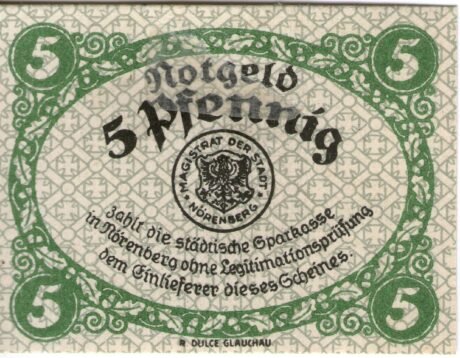 5 5
Notgeld
5 Pfennig
MAGISTRAT DER STADT
• NÖRENBERG •
zahlt die städtische Sparkasse
in Nörenberg ohne Legitimationsprüfung
dem Einlieferer dieses Scheines.
5 5
R DULCE GLAUCHAU